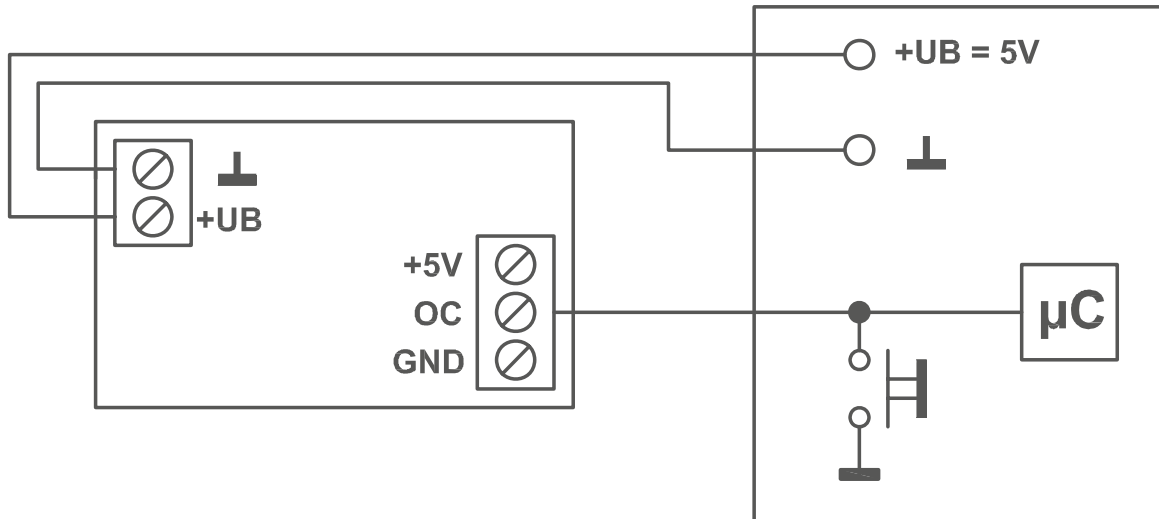 +UB = 5V
+UB
+5V
OC
GND
µC